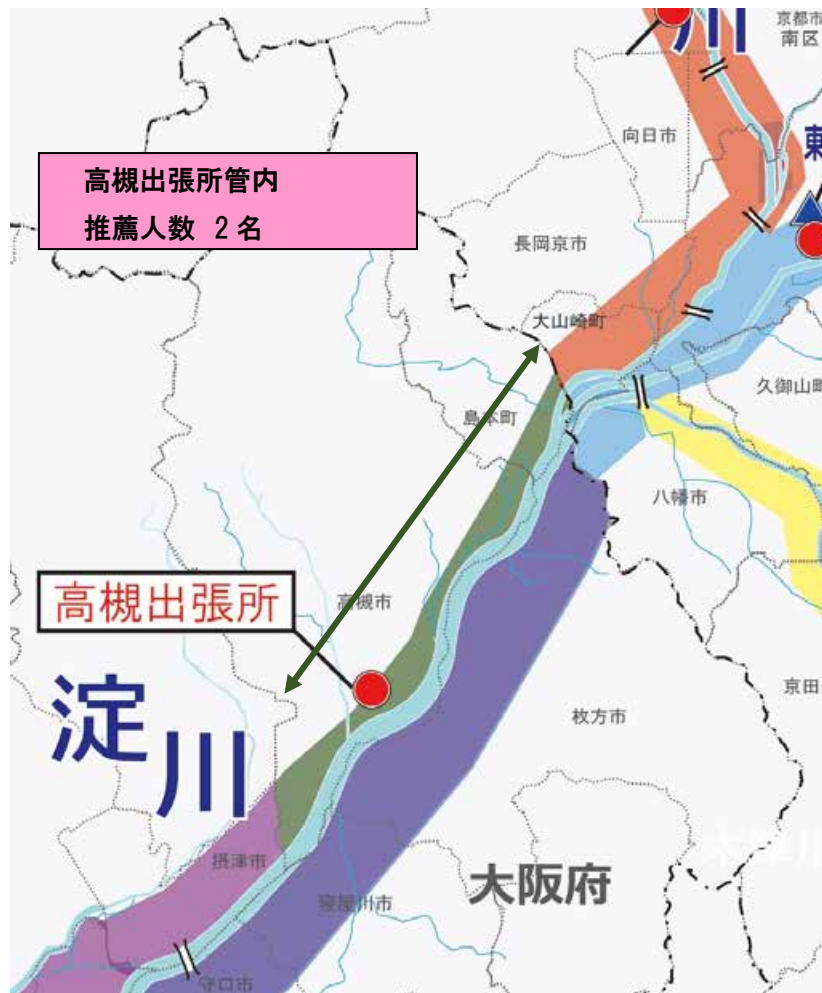 京都市
南区
川
向日市
東
高槻出張所管内
推薦人数 2名
長岡京市
大山崎町
久御山町
島本町
八幡市
高槻出張所
高槻市
京田
淀川
枚方市
摂津市
大阪府
寝屋川市
守口市